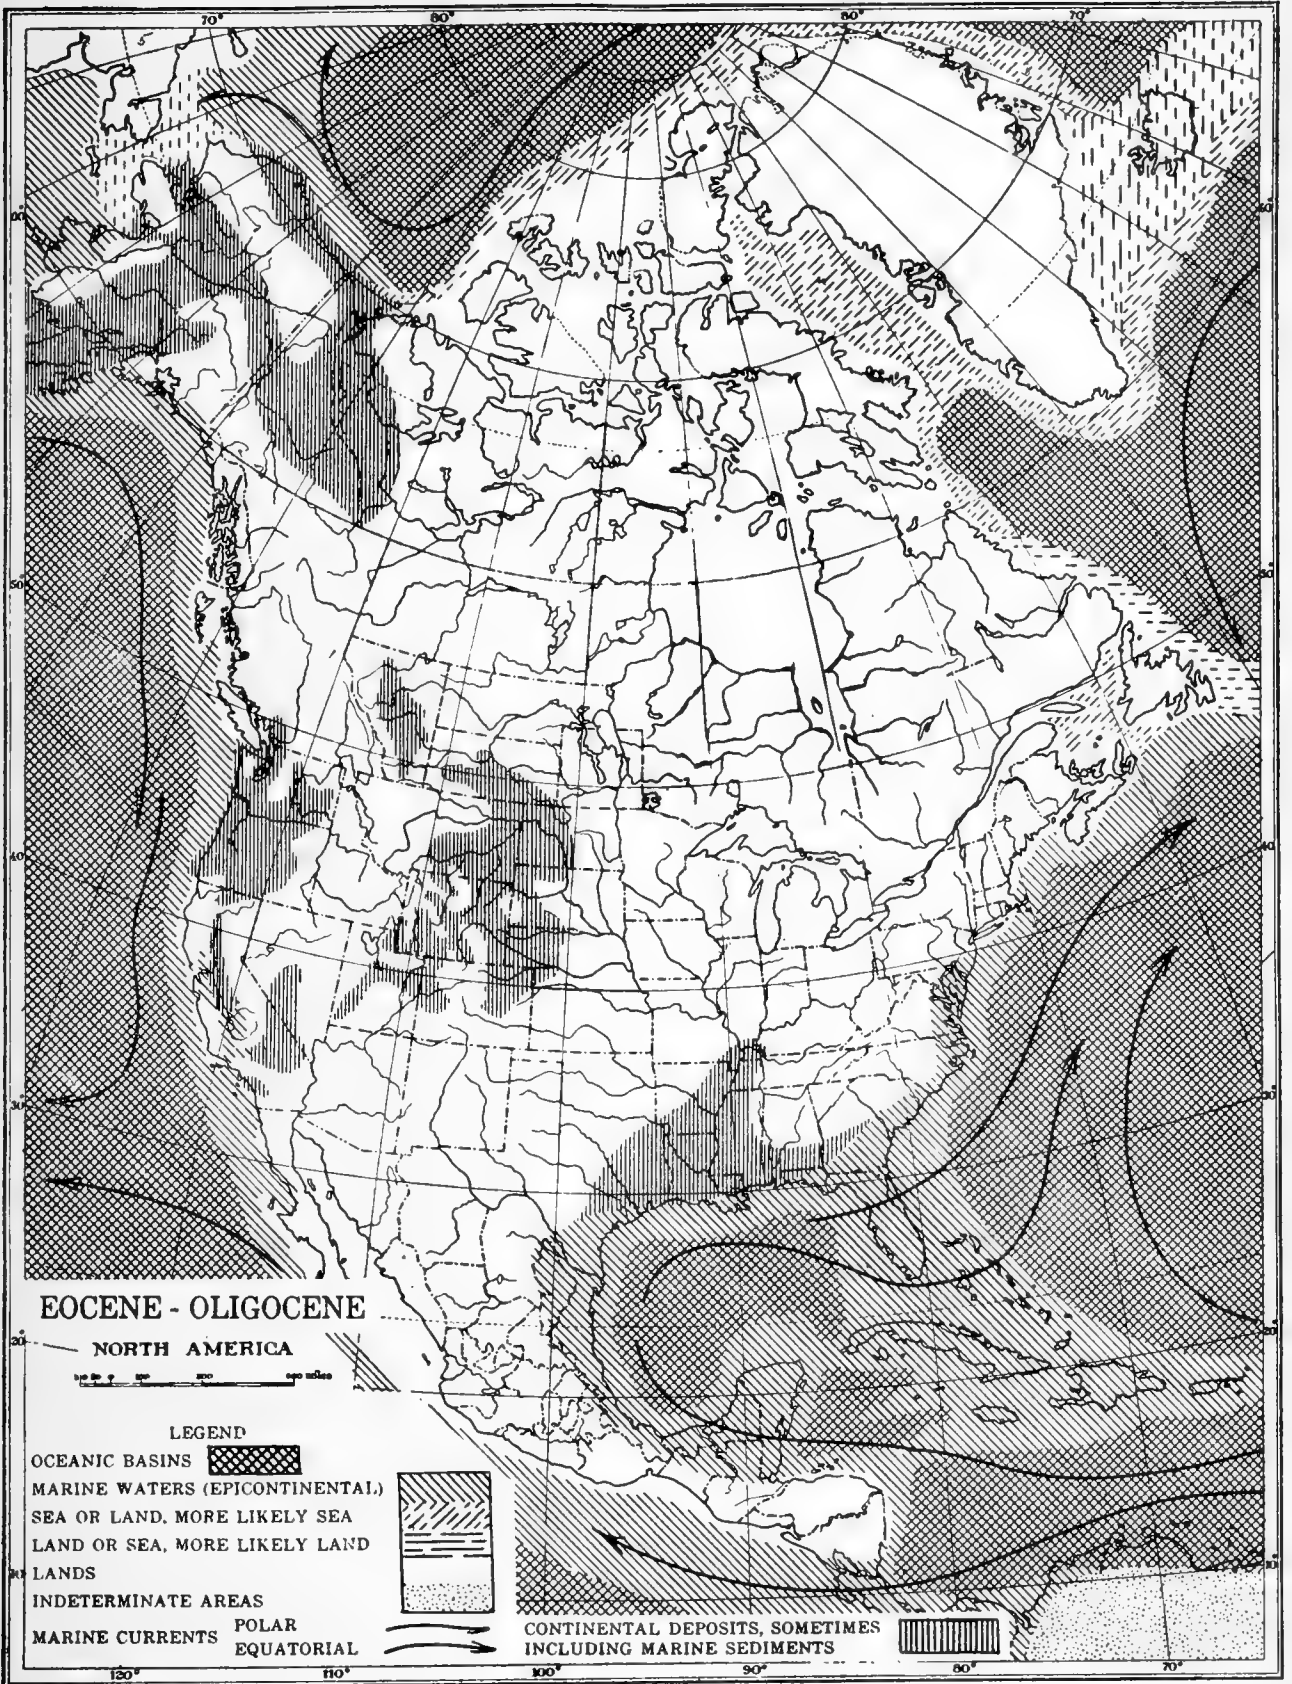 70° 80° 80° 70°
60° 60°
50° 50°
40° 40°
30° 30°
20° 20°
10° 10°
EOCENE - OLIGOCENE
NORTH AMERICA
LEGEND
OCEANIC BASINS
MARINE WATERS (EPICONTINENTAL)
SEA OR LAND, MORE LIKELY SEA
LAND OR SEA, MORE LIKELY LAND
LANDS
INDETERMINATE AREAS
MARINE CURRENTS POLAR
EQUATORIAL
CONTINENTAL DEPOSITS, SOMETIMES
INCLUDING MARINE SEDIMENTS
120° 110° 100° 90° 80° 70°